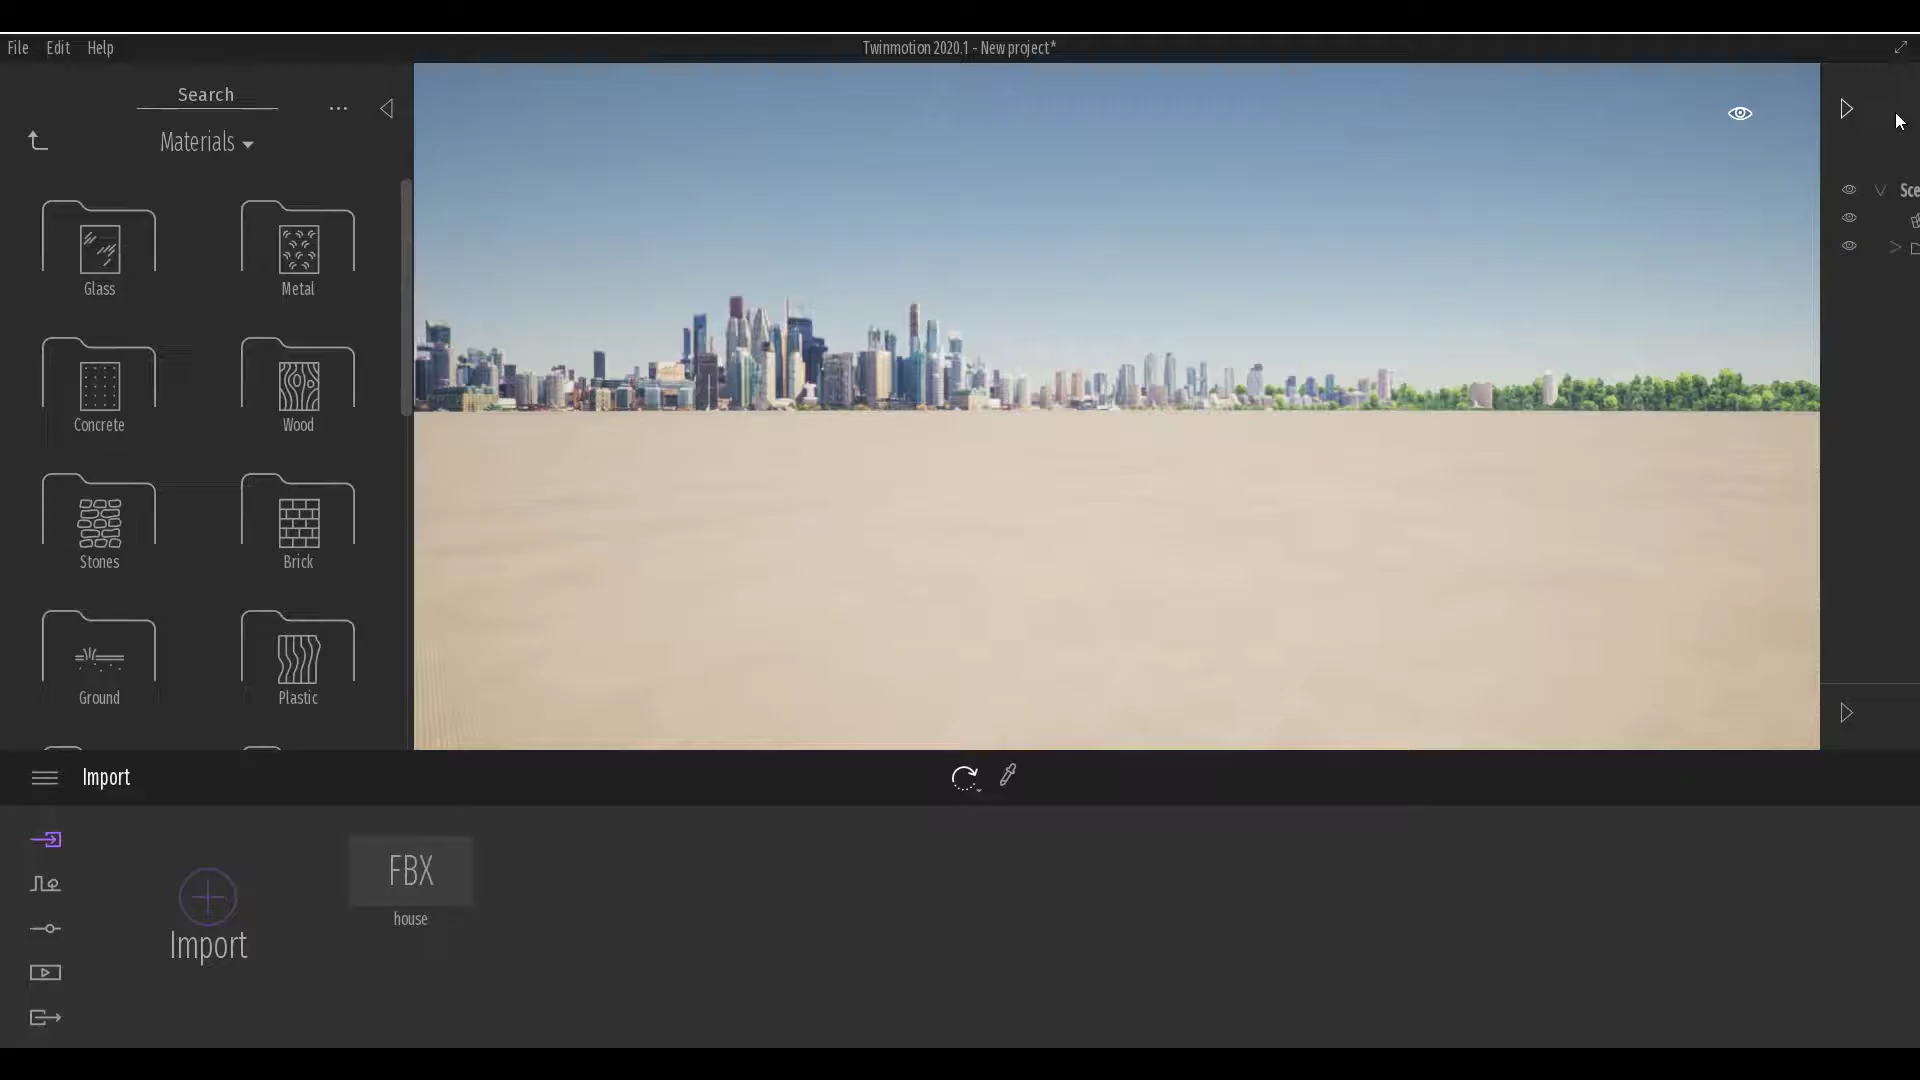 File Edit Help
Twinmotion 2020.1 - New project*
Search
...
Materials
Sce
Glass
Metal
Concrete
Wood
Stones
Brick
Ground
Plastic
Import
FBX
house
Import